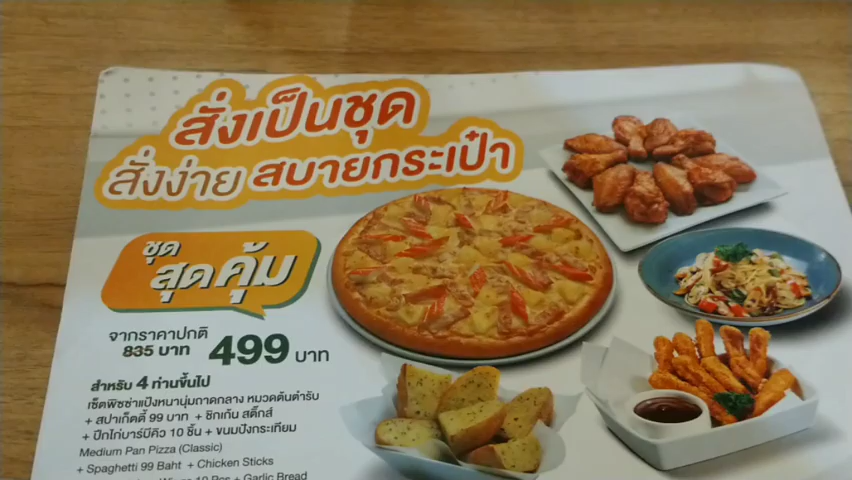 สั่งเป็นชุด
สั่งง่าย สบายกระเป๋า
ชุด
สุดคุ้ม
จากราคาปกติ
835 บาท 499 บาท
สำหรับ 4 ท่านขึ้นไป
เซ็ตพิซซ่าแป้งหนานุ่มถาดกลาง หมวดต้นตำรับ
+ สปาเก็ตตี้ 99 บาท + ชิกเก้น สติ๊กส์
+ ปีกไก่บาร์บีคิว 10 ชิ้น + ขนมปังกระเทียม
Medium Pan Pizza (Classic)
+ Spaghetti 99 Baht + Chicken Sticks
Wings 10 Pcs + Garlic Bread